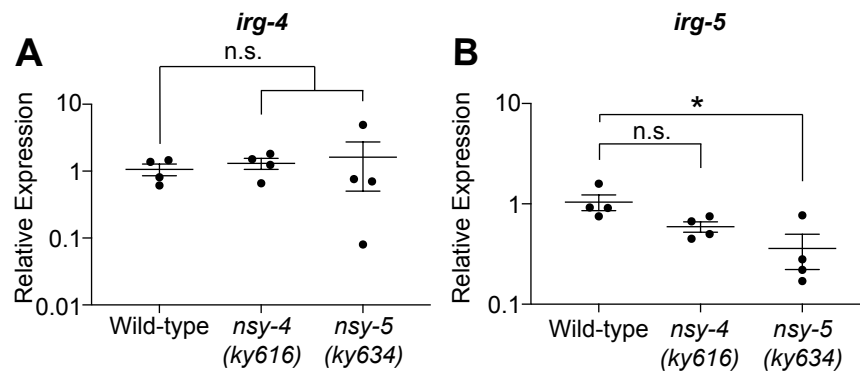 irg-4
A
n.s.
Relative Expression
10
1
0.1
0.01
Wild-type
nsy-4
(ky616)
nsy-5
(ky634)
irg-5
B
*
n.s.
Relative Expression
10
1
0.1
Wild-type
nsy-4
(ky616)
nsy-5
(ky634)